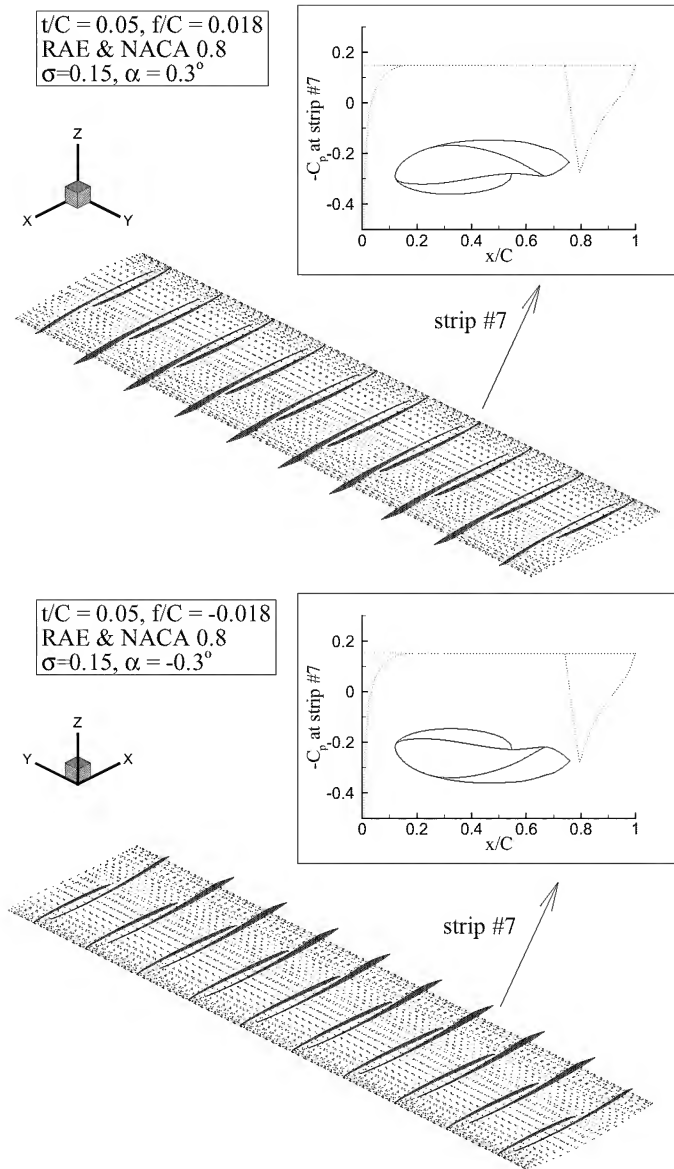 t/C = 0.05, f/C = 0.018
RAE & NACA 0.8
σ=0.15, α = 0.3°
-Cp at strip #7
0.2
0
-0.2
-0.4
0
0.2
0.4
0.6
0.8
1
x/C
Z
X
Y
strip #7
t/C = 0.05, f/C = -0.018
RAE & NACA 0.8
σ=0.15, α = -0.3°
-Cp at strip #7
0.2
0
-0.2
-0.4
0
0.2
0.4
0.6
0.8
1
x/C
Z
Y
X
strip #7